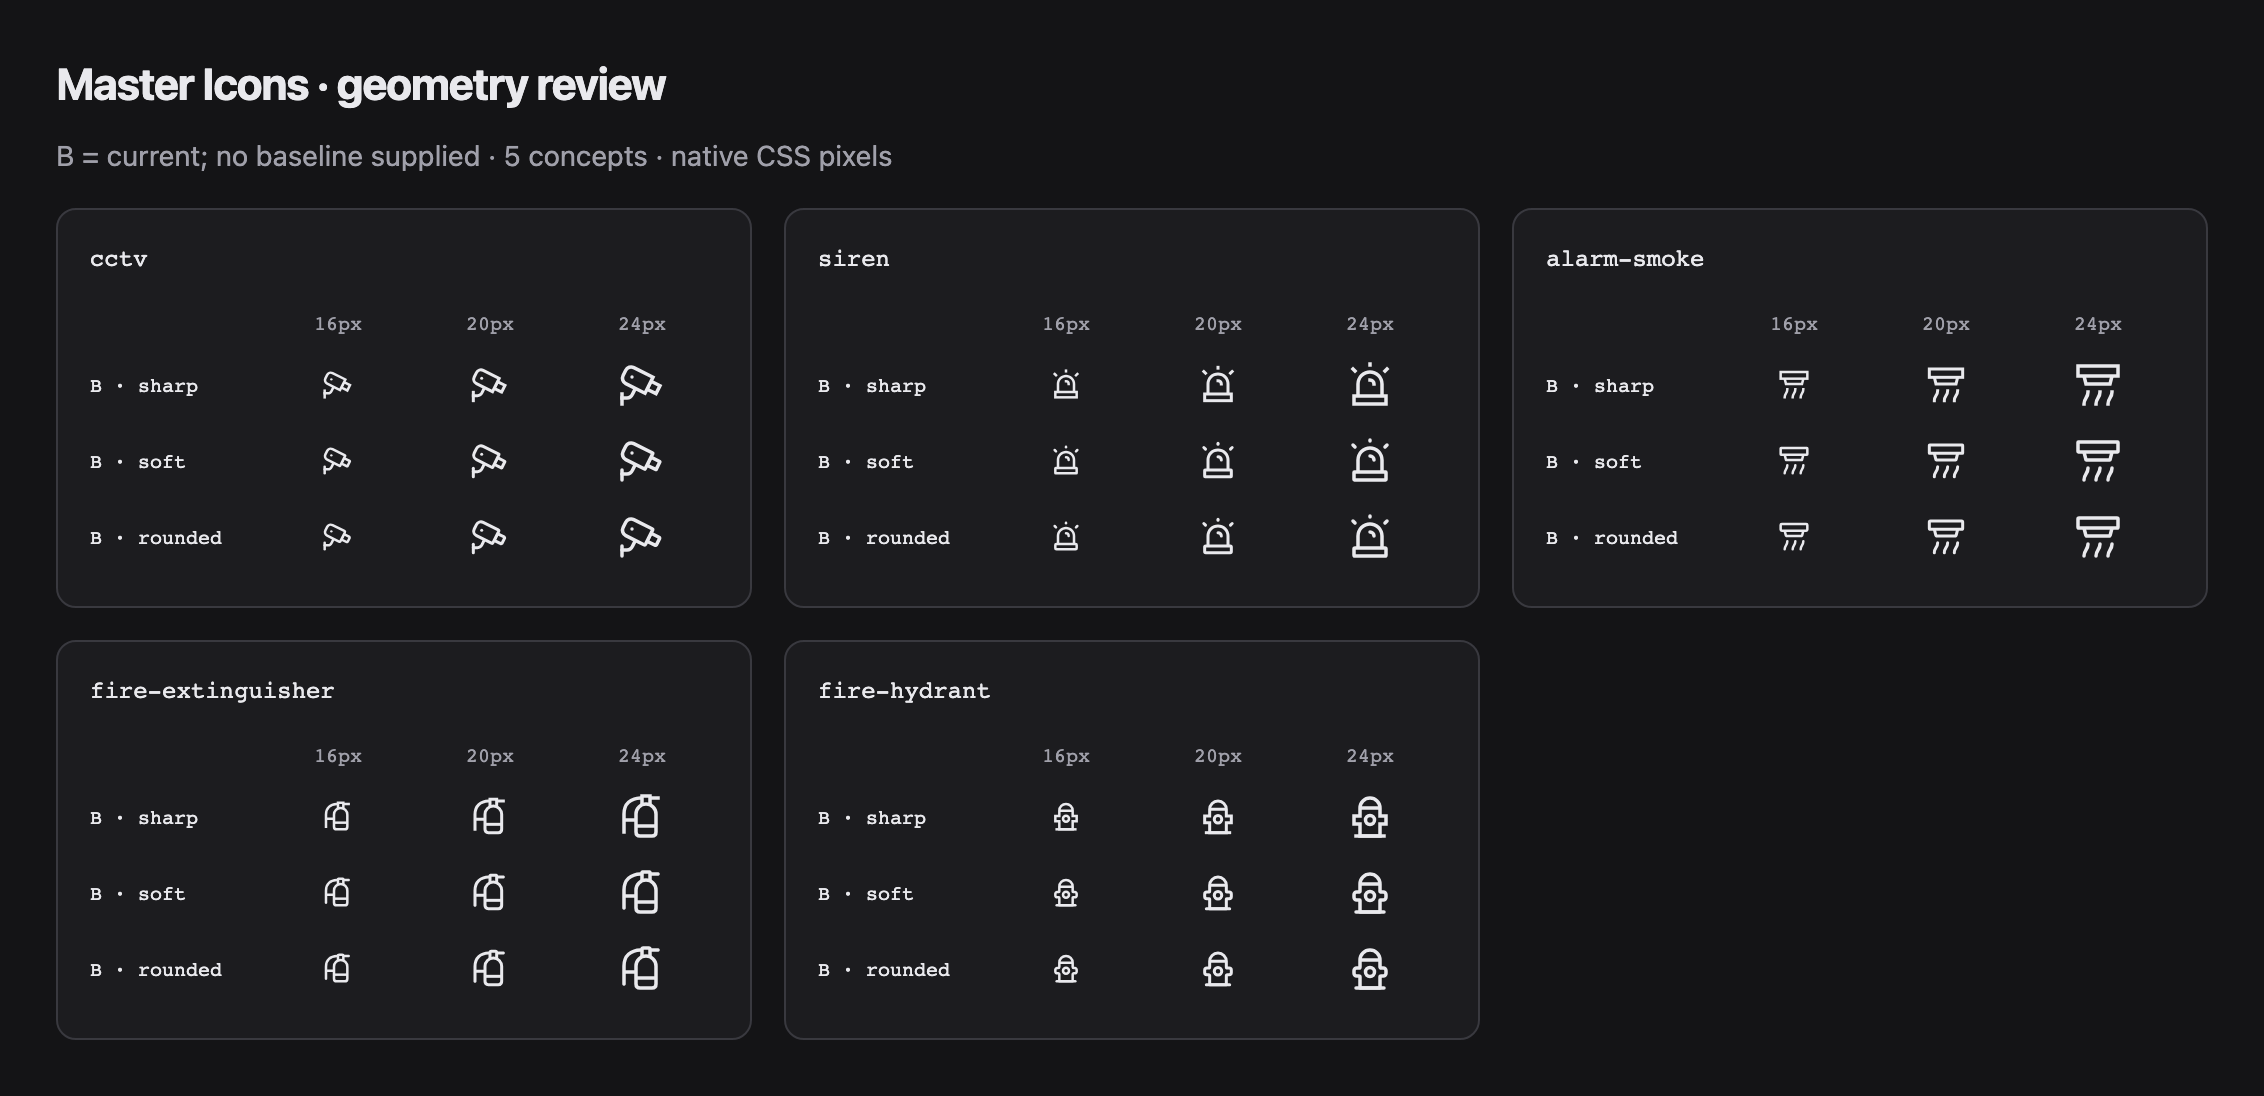 Master Icons · geometry review
B = current; no baseline supplied · 5 concepts · native CSS pixels
cctv
16px 20px 24px
B · sharp
B · soft
B · rounded
siren
16px 20px 24px
B · sharp
B · soft
B · rounded
alarm-smoke
16px 20px 24px
B · sharp
B · soft
B · rounded
fire-extinguisher
16px 20px 24px
B · sharp
B · soft
B · rounded
fire-hydrant
16px 20px 24px
B · sharp
B · soft
B · rounded